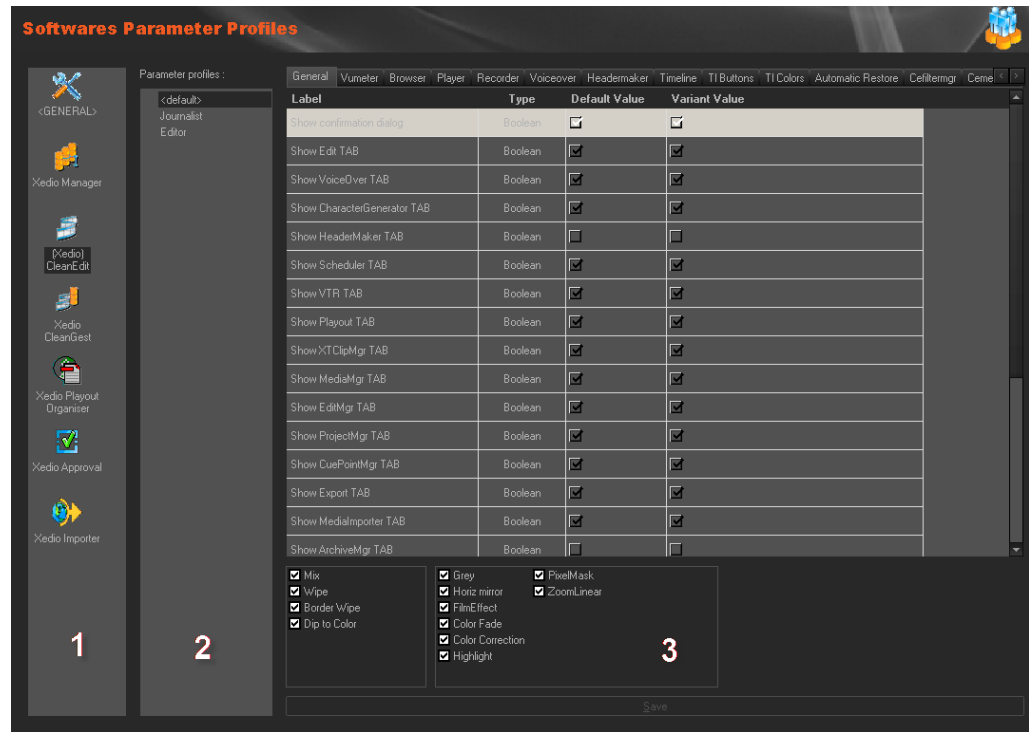 Softwares Parameter Profiles
<GENERAL>
Xedio Manager
(Xedio)
CleanEdit
Xedio
CleanGest
Xedio Playout
Organiser
Xedio Approval
Xedio Importer
1
Parameter profiles :
<default>
Journalist
Editor
2
General Vumeter Browser Player Recorder Voiceover Headermaker Timeline TI Buttons TI Colors Automatic Restore Cefiltermgr Ceme
Label Type Default Value Variant Value
Show confirmation dialog Boolean
Show Edit TAB Boolean
Show VoiceOver TAB Boolean
Show CharacterGenerator TAB Boolean
Show HeaderMaker TAB Boolean
Show Scheduler TAB Boolean
Show VTR TAB Boolean
Show Playout TAB Boolean
Show XTClipMgr TAB Boolean
Show MediaMgr TAB Boolean
Show EditMgr TAB Boolean
Show ProjectMgr TAB Boolean
Show CuePointMgr TAB Boolean
Show Export TAB Boolean
Show MediaImporter TAB Boolean
Show ArchiveMgr TAB Boolean
Mix
Wipe
Border Wipe
Dip to Color
Grey PixelMask
Horiz mirror ZoomLinear
FilmEffect
Color Fade
Color Correction
Highlight
3
Save